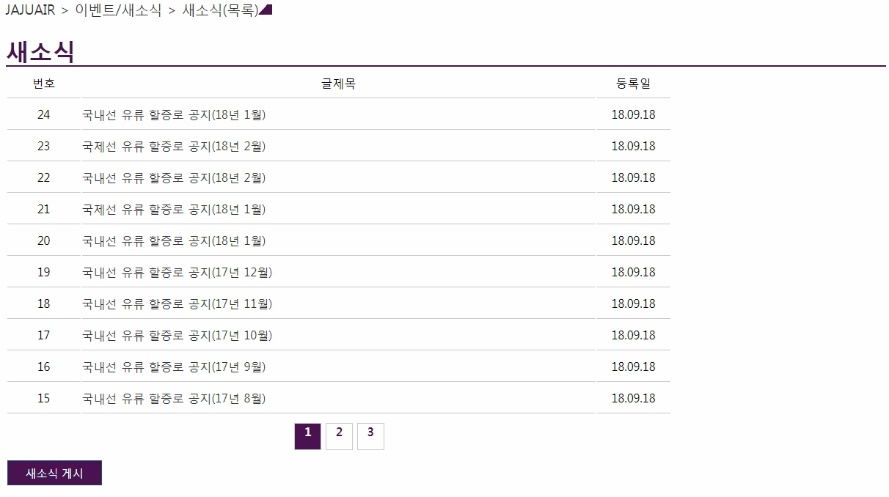 JAJUAIR > 이벤트/새소식 > 새소식(목록)
새소식
번호 글제목 등록일
24 국내선 유류 할증로 공지(18년 1월) 18.09.18
23 국제선 유류 할증로 공지(18년 2월) 18.09.18
22 국내선 유류 할증로 공지(18년 2월) 18.09.18
21 국제선 유류 할증로 공지(18년 1월) 18.09.18
20 국내선 유류 할증로 공지(18년 1월) 18.09.18
19 국내선 유류 할증로 공지(17년 12월) 18.09.18
18 국내선 유류 할증로 공지(17년 11월) 18.09.18
17 국내선 유류 할증로 공지(17년 10월) 18.09.18
16 국내선 유류 할증로 공지(17년 9월) 18.09.18
15 국내선 유류 할증로 공지(17년 8월) 18.09.18
1 2 3
새소식 게시